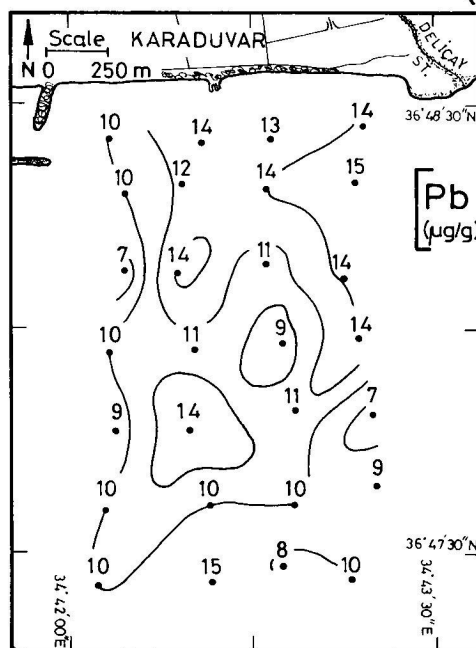 Scale KARADUVAR
N 0 250 m
DELİÇAY
ST.
36° 48' 30" N
10 14 13 14
10 12 14 15
Pb
(µg/g)
7 14 11 14
10 11 9 14
9 14 11 7
10 10 10 9
10 15 8 10
36° 47' 30" N
34° 42' 00" E
34° 43' 30" E